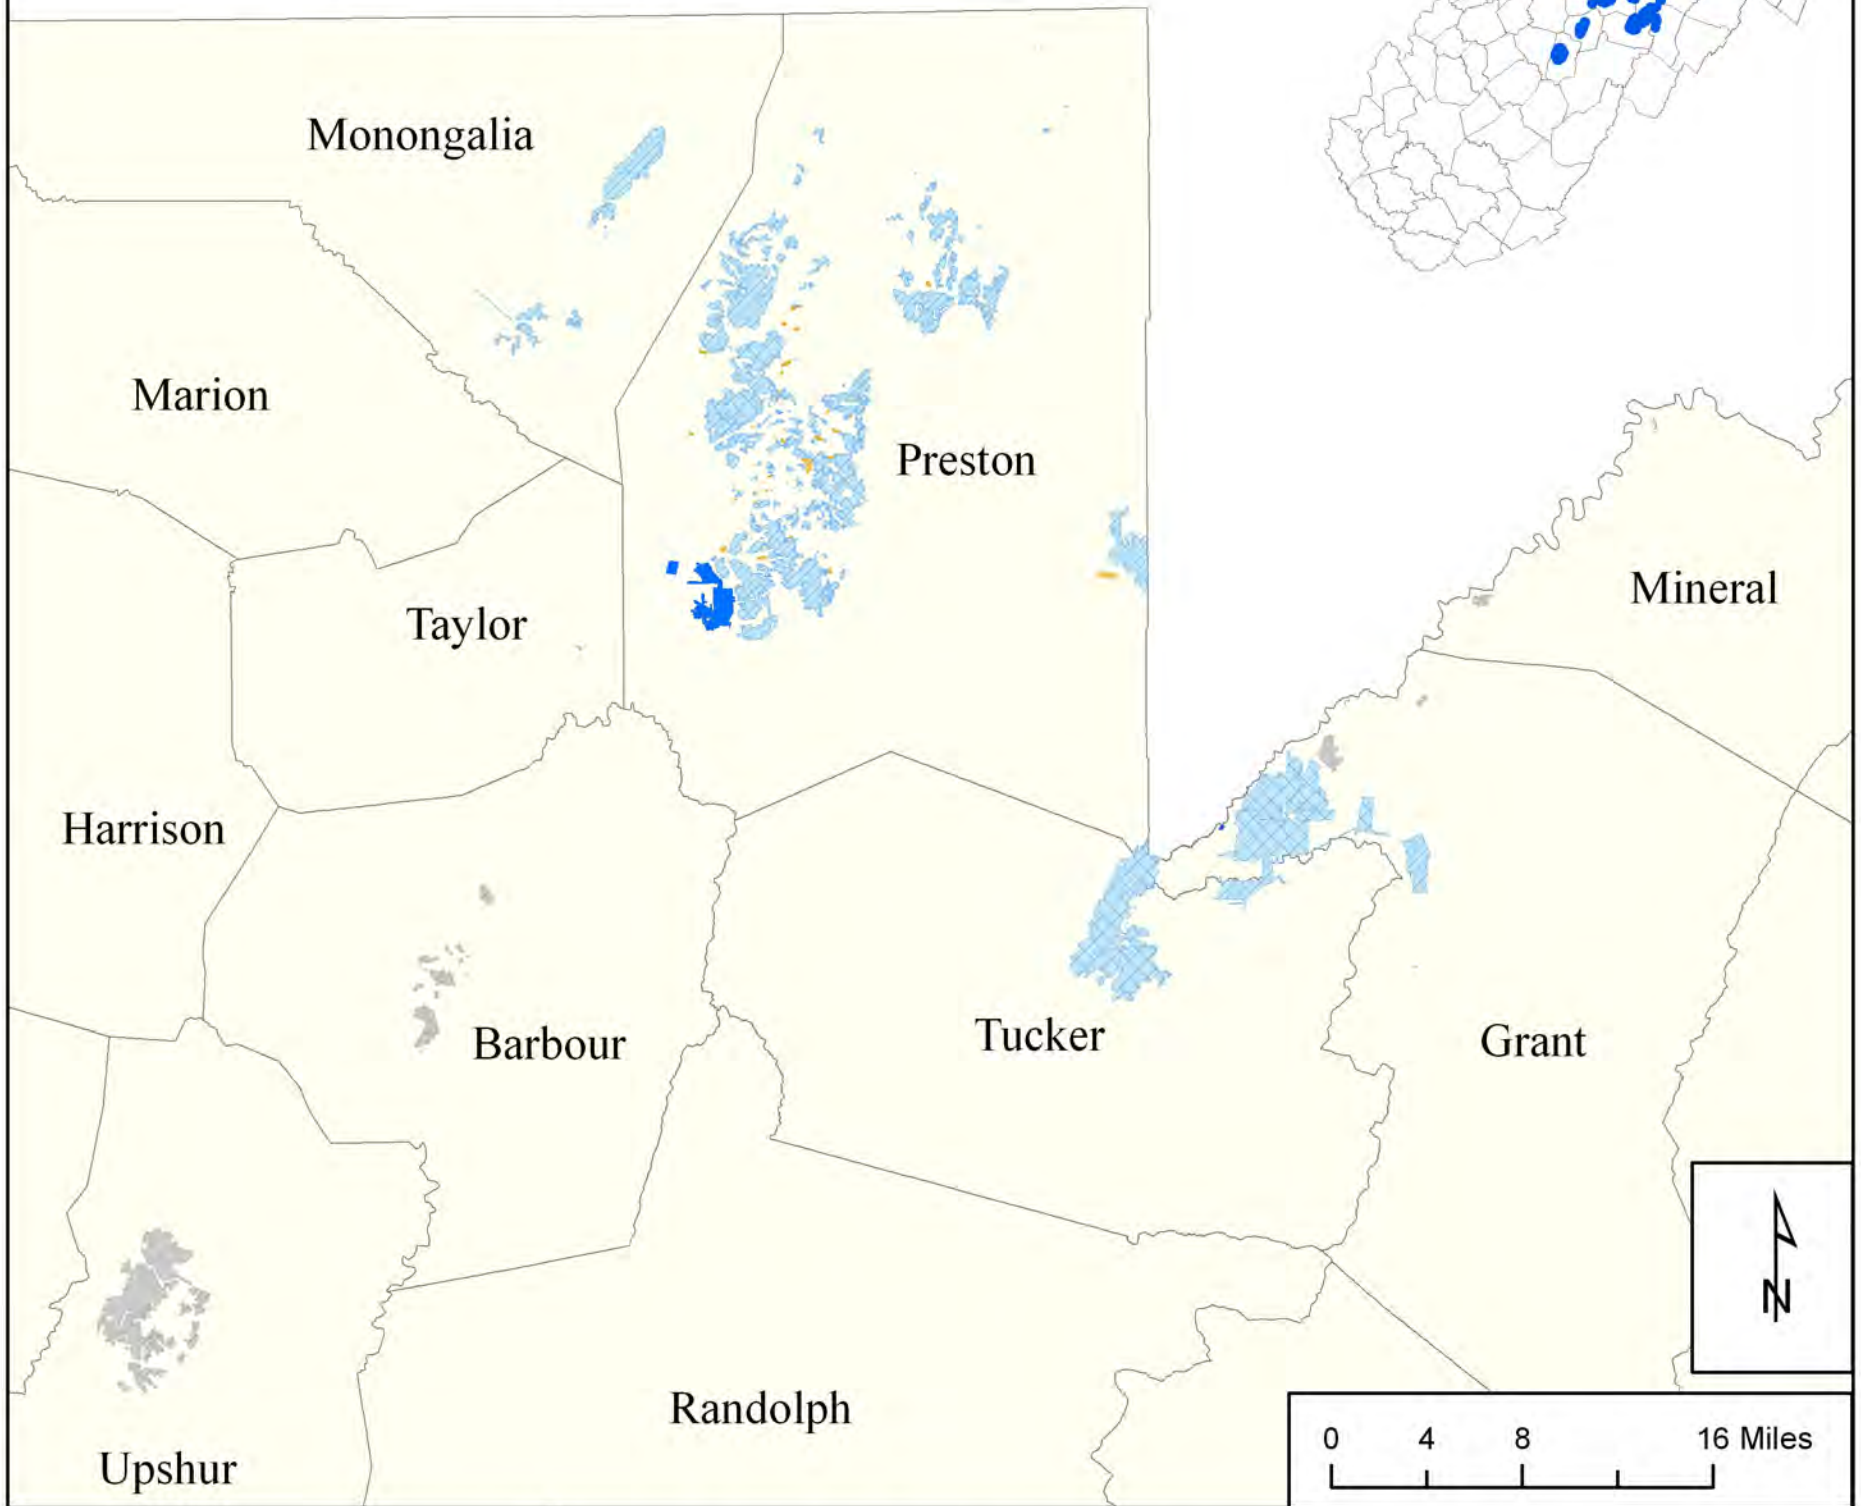 Monongalia
Marion
Preston
Mineral
Taylor
Harrison
Tucker
Grant
Barbour
N
Randolph
0 4 8 16 Miles
Upshur